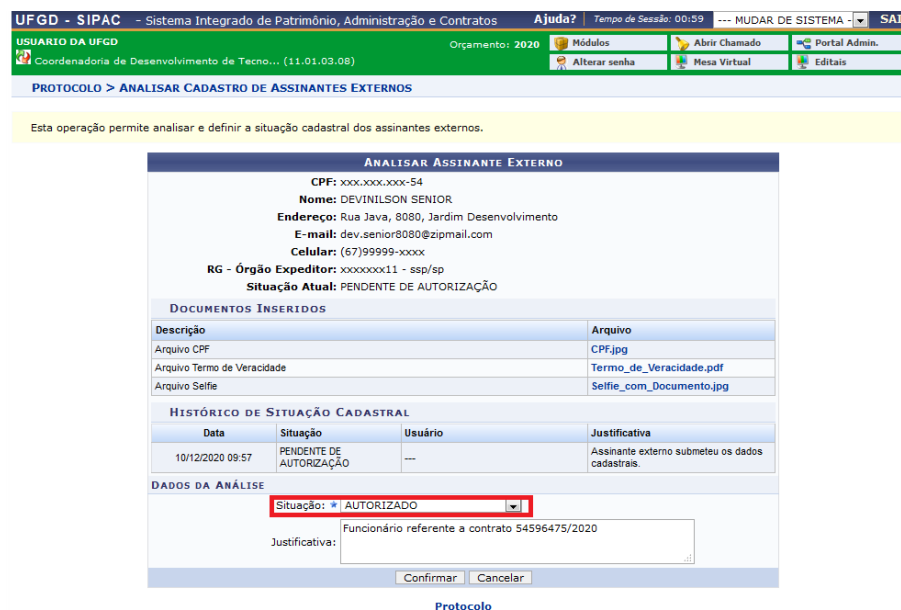 UFGD - SIPAC - Sistema Integrado de Patrimônio, Administração e Contratos Ajuda? Tempo de Sessão: 00:59 --- MUDAR DE SISTEMA - SAI
USUARIO DA UFGD Orçamento: 2020 Módulos Abrir Chamado Portal Admin.
Coordenadoria de Desenvolvimento de Tecno... (11.01.03.08) Alterar senha Mesa Virtual Editais
PROTOCOLO > ANALISAR CADASTRO DE ASSINANTES EXTERNOS
Esta operação permite analisar e definir a situação cadastral dos assinantes externos.
ANALISAR ASSINANTE EXTERNO
CPF: xxx.xxx.xxx-54
Nome: DEVINILSON SENIOR
Endereço: Rua Java, 8080, Jardim Desenvolvimento
E-mail: dev.senior8080@zipmail.com
Celular: (67)99999-xxxx
RG - Órgão Expeditor: xxxxxxx11 - ssp/sp
Situação Atual: PENDENTE DE AUTORIZAÇÃO
DOCUMENTOS INSERIDOS
Descrição Arquivo
Arquivo CPF CPF.jpg
Arquivo Termo de Veracidade Termo_de_Veracidade.pdf
Arquivo Selfie Selfie_com_Documento.jpg
HISTÓRICO DE SITUAÇÃO CADASTRAL
Data Situação Usuário Justificativa
10/12/2020 09:57 PENDENTE DE AUTORIZAÇÃO --- Assinante externo submeteu os dados cadastrais.
DADOS DA ANÁLISE
Situação: * AUTORIZADO
Justificativa: Funcionário referente a contrato 54596475/2020
Confirmar Cancelar
Protocolo